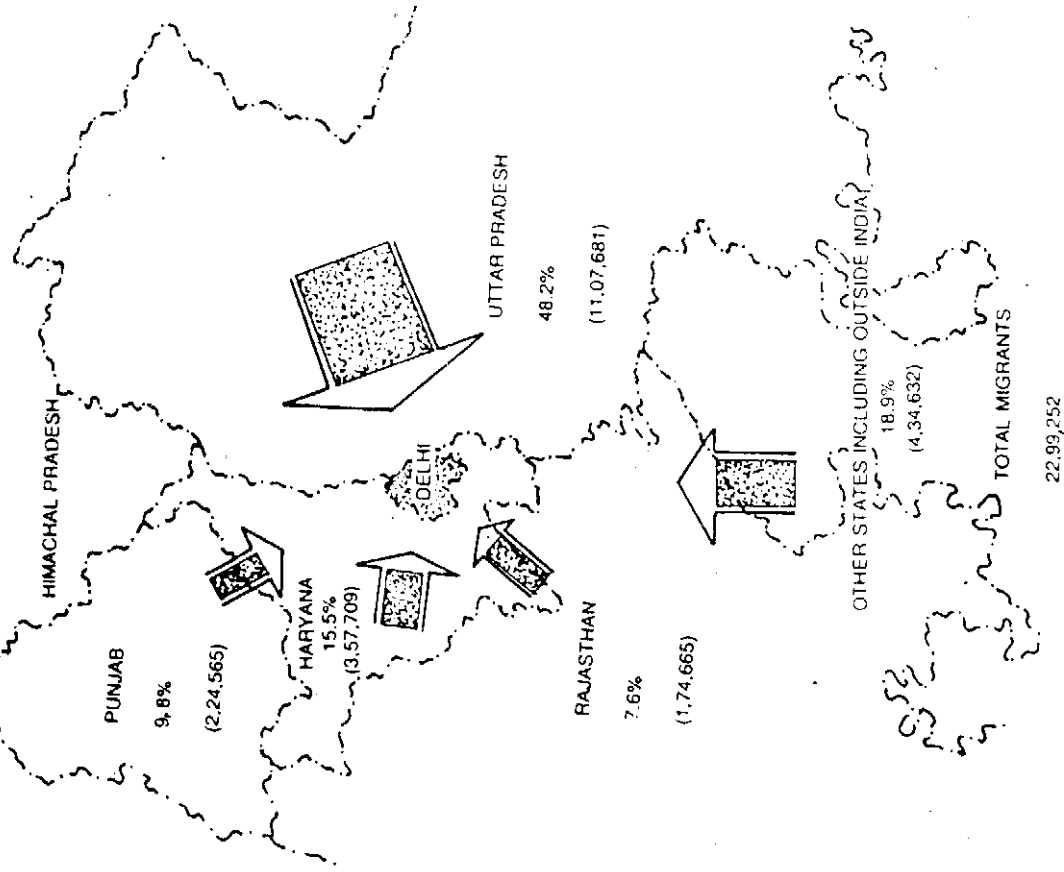 HIMACHAL PRADESH
PUNJAB
9,8%
(2,24,565)
HARYANA
15.5%
(3,57,709)
DELHI
UTTAR PRADESH
48.2%
(11,07,681)
RAJASTHAN
7.6%
(1,74,665)
OTHER STATES INCLUDING OUTSIDE INDIA
18.9%
(4,34,632)
TOTAL MIGRANTS
22,99,252